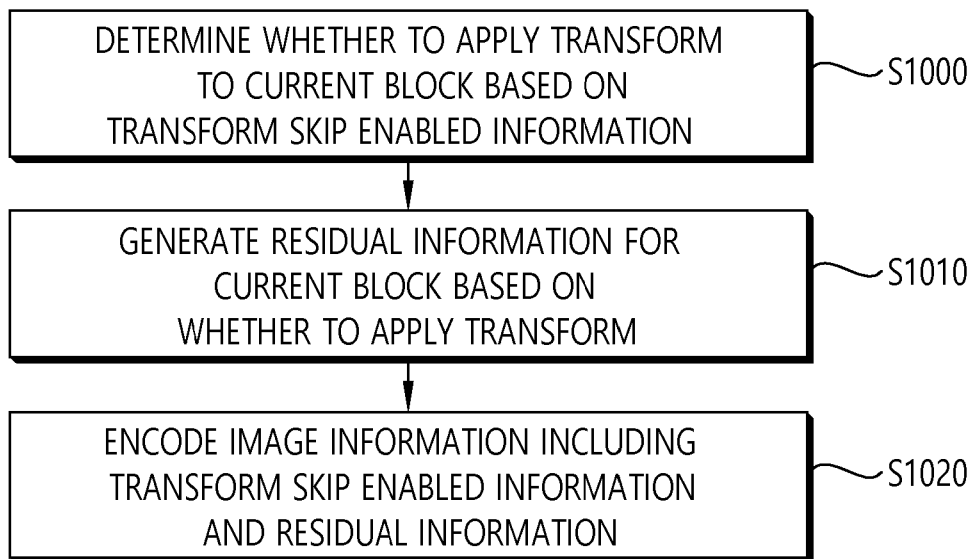 DETERMINE WHETHER TO APPLY TRANSFORM
TO CURRENT BLOCK BASED ON
TRANSFORM SKIP ENABLED INFORMATION
S1000
GENERATE RESIDUAL INFORMATION FOR
CURRENT BLOCK BASED ON
WHETHER TO APPLY TRANSFORM
S1010
ENCODE IMAGE INFORMATION INCLUDING
TRANSFORM SKIP ENABLED INFORMATION
AND RESIDUAL INFORMATION
S1020